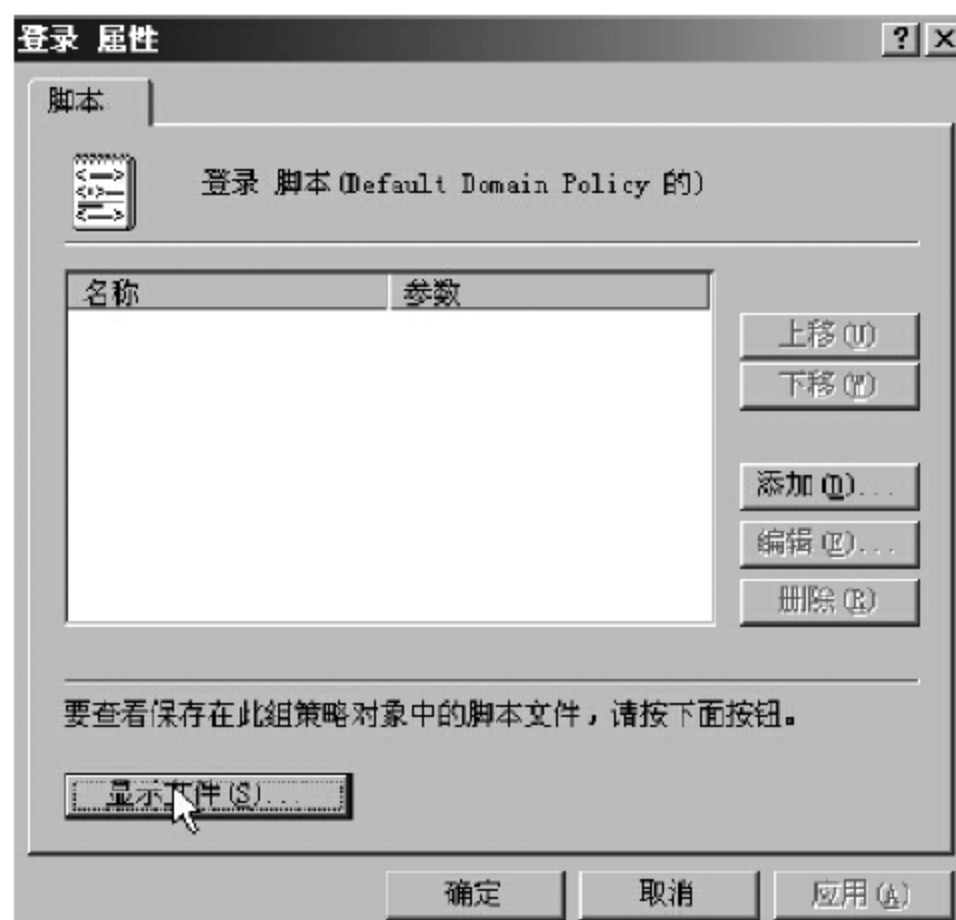 登录 属性
脚本
登录 脚本(Default Domain Policy 的)
名称 参数
上移(U)
下移(W)
添加(D)...
编辑(E)...
删除(R)
要查看保存在此组策略对象中的脚本文件，请按下面按钮。
显示文件(S)...
确定 取消 应用(A)